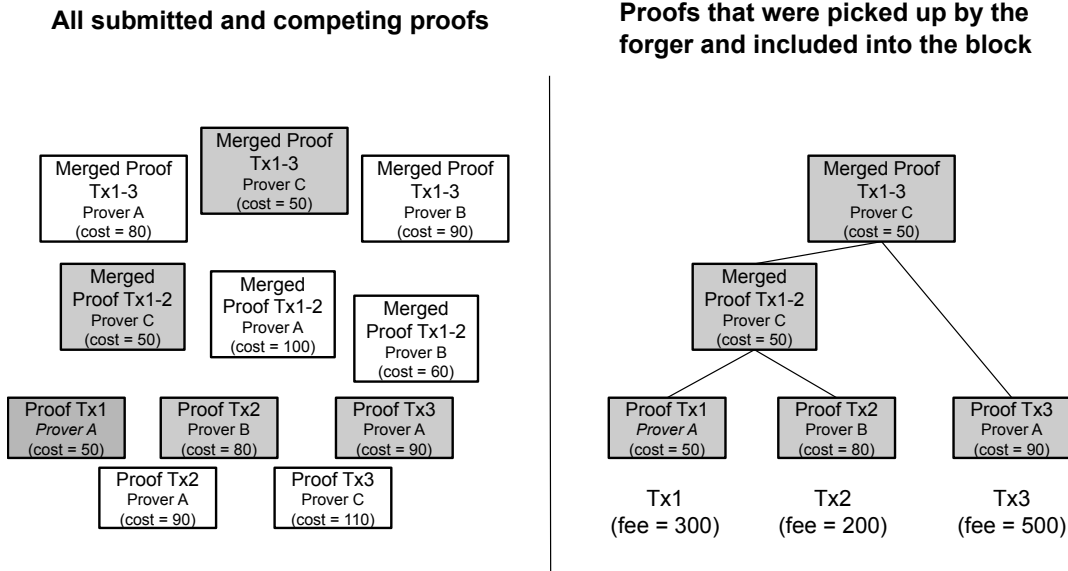 All submitted and competing proofs
Proofs that were picked up by the
forger and included into the block
Merged Proof
Tx1-3
Prover A
(cost = 80)
Merged Proof
Tx1-3
Prover C
(cost = 50)
Merged Proof
Tx1-3
Prover B
(cost = 90)
Merged
Proof Tx1-2
Prover C
(cost = 50)
Merged
Proof Tx1-2
Prover A
(cost = 100)
Merged
Proof Tx1-2
Prover B
(cost = 60)
Proof Tx1
Prover A
(cost = 50)
Proof Tx2
Prover B
(cost = 80)
Proof Tx3
Prover A
(cost = 90)
Proof Tx2
Prover A
(cost = 90)
Proof Tx3
Prover C
(cost = 110)
Merged Proof
Tx1-3
Prover C
(cost = 50)
Merged
Proof Tx1-2
Prover C
(cost = 50)
Proof Tx1
Prover A
(cost = 50)
Proof Tx2
Prover B
(cost = 80)
Proof Tx3
Prover A
(cost = 90)
Tx1
(fee = 300)
Tx2
(fee = 200)
Tx3
(fee = 500)